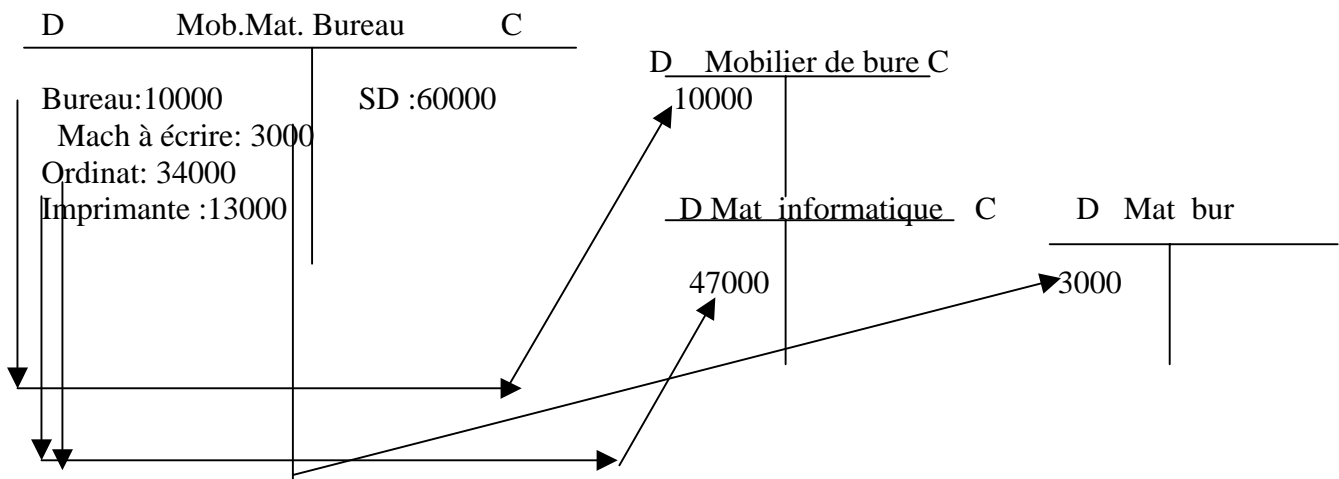 D Mob.Mat. Bureau C
D Mobilier de bure C
Bureau:10000 SD :60000 10000
Mach à écrire: 3000
Ordinat: 34000
Imprimante :13000 D Mat informatique C D Mat bur
47000 3000